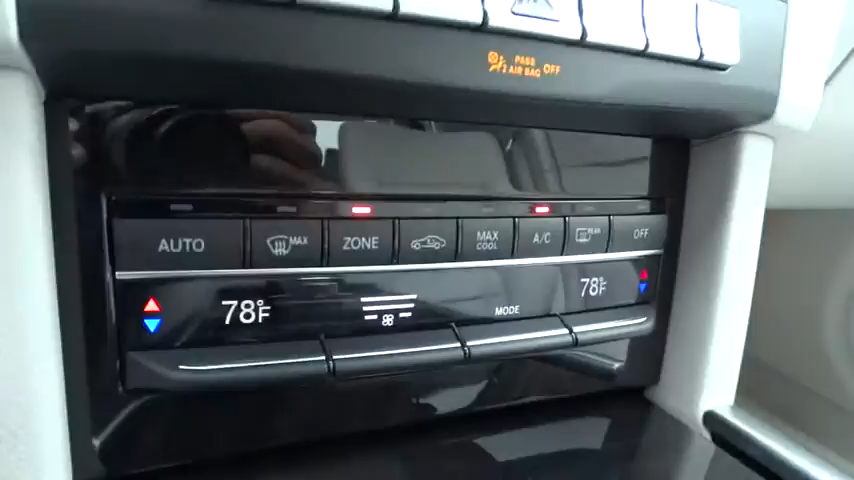 PASS
AIR BAG OFF
AUTO
MAX
ZONE
MAX
COOL
A/C
REAR
OFF
78°F
MODE
78°F